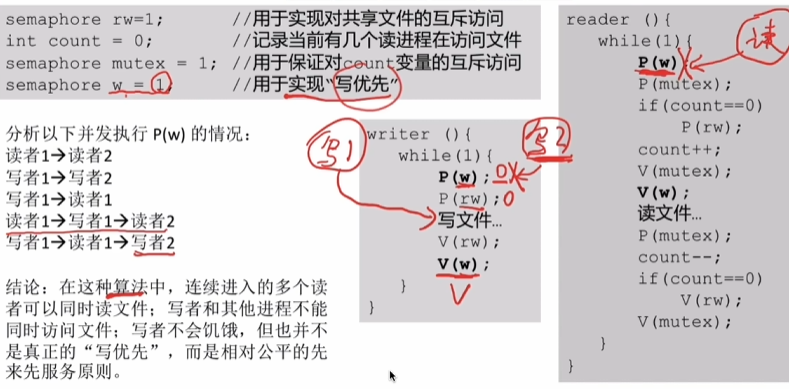 semaphore rw=1; //用于实现对共享文件的互斥访问
int count = 0; //记录当前有几个读进程在访问文件
semaphore mutex = 1; //用于保证对count变量的互斥访问
semaphore w = 1; //用于实现“写优先”
分析以下并发执行 P(w) 的情况：
读者1→读者2
写者1→写者2
写者1→读者1
读者1→写者1→读者2
写者1→读者1→写者2
结论：在这种算法中，连续进入的多个读
者可以同时读文件；写者和其他进程不能
同时访问文件；写者不会饥饿，但也并不
是真正的“写优先”，而是相对公平的先
来先服务原则。
writer (){
while(1){
P(w); 0
P(rw); 0
写文件…
V(rw);
V(w);
V
}
}
写1
写2
reader (){
while(1){
P(w);
P(mutex);
if(count==0)
P(rw);
count++;
V(mutex);
V(w);
读文件…
P(mutex);
count--;
if(count==0)
V(rw);
V(mutex);
}
}
读